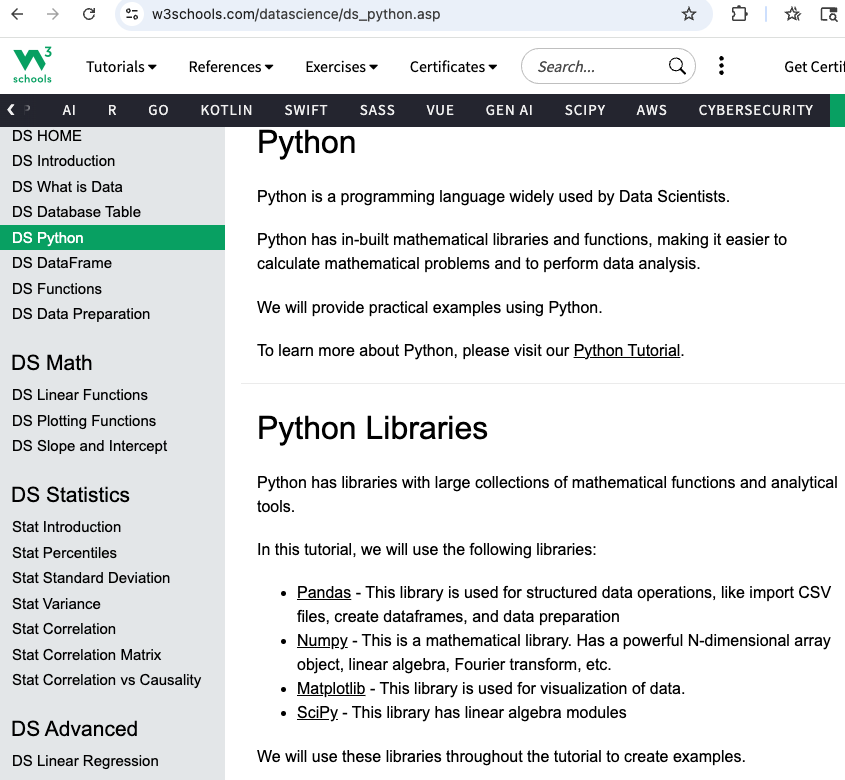 w3schools.com/datascience/ds_python.asp
W3
schools
Tutorials
References
Exercises
Certificates
Search...
Get Certi
P
AI
R
GO
KOTLIN
SWIFT
SASS
VUE
GEN AI
SCIPY
AWS
CYBERSECURITY
DS HOME
DS Introduction
DS What is Data
DS Database Table
DS Python
DS DataFrame
DS Functions
DS Data Preparation
DS Math
DS Linear Functions
DS Plotting Functions
DS Slope and Intercept
DS Statistics
Stat Introduction
Stat Percentiles
Stat Standard Deviation
Stat Variance
Stat Correlation
Stat Correlation Matrix
Stat Correlation vs Causality
DS Advanced
DS Linear Regression
Python
Python is a programming language widely used by Data Scientists.
Python has in-built mathematical libraries and functions, making it easier to
calculate mathematical problems and to perform data analysis.
We will provide practical examples using Python.
To learn more about Python, please visit our Python Tutorial.
Python Libraries
Python has libraries with large collections of mathematical functions and analytical
tools.
In this tutorial, we will use the following libraries:
• Pandas - This library is used for structured data operations, like import CSV
files, create dataframes, and data preparation
• Numpy - This is a mathematical library. Has a powerful N-dimensional array
object, linear algebra, Fourier transform, etc.
• Matplotlib - This library is used for visualization of data.
• SciPy - This library has linear algebra modules
We will use these libraries throughout the tutorial to create examples.